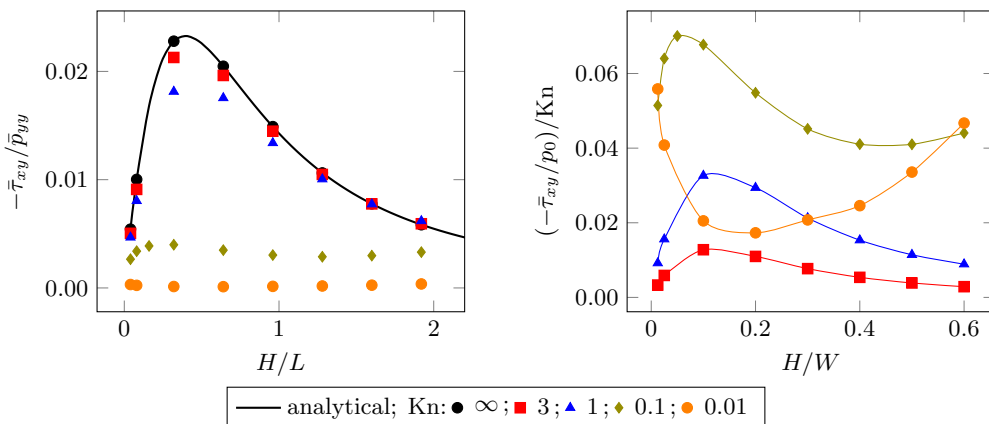 0.02
0.01
0.00
−τ̄xy/p̄yy
0
1
2
H/L
0.06
0.04
0.02
0.00
(−τ̄xy/p0)/Kn
0
0.2
0.4
0.6
H/W
analytical; Kn: ∞; 3; 1; 0.1; 0.01